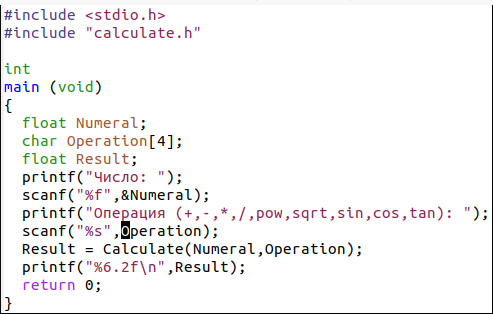 #include <stdio.h>
#include "calculate.h"

int
main (void)
{
  float Numeral;
  char Operation[4];
  float Result;
  printf("Число: ");
  scanf("%f",&Numeral);
  printf("Операция (+,-,*,/,pow,sqrt,sin,cos,tan): ");
  scanf("%s",Operation);
  Result = Calculate(Numeral,Operation);
  printf("%6.2f\n",Result);
  return 0;
}